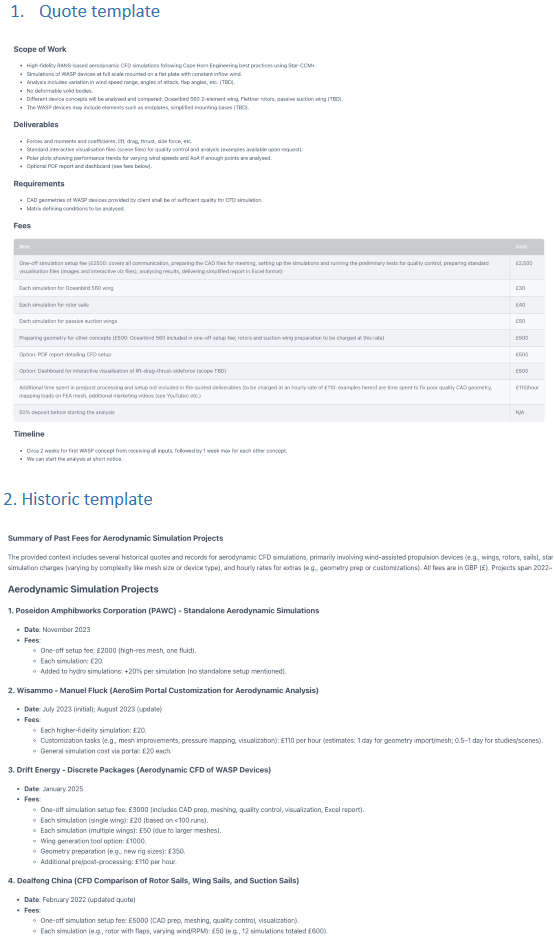 1. Quote template
Scope of Work
• High-fidelity RANS-based aerodynamic CFD simulations following Cape Horn Engineering best practices using Star-CCM+.
• Simulations of WASP devices at full scale mounted on a flat plate with constant inflow wind.
• Analysis includes variation in wind speed range, angles of attack, flap angles, etc. (TBD).
• No deformable solid bodies.
• Different device concepts will be analysed and compared: Oceanbird 560 2-element wing, Flettner rotors, passive suction wing (TBD).
• The WASP devices may include elements such as endplates, simplified mounting bases (TBD).
Deliverables
• Forces and moments and coefficients: lift, drag, thrust, side force, etc.
• Standard interactive visualisation files (scene files) for quality control and analysis (examples available upon request).
• Polar plots showing performance trends for varying wind speeds and AoA if enough points are analysed.
• Optional PDF report and dashboard (see fees below).
Requirements
• CAD geometries of WASP devices provided by client shall be of sufficient quality for CFD simulation.
• Matrix defining conditions to be analysed.
Fees
Item Cost
One-off simulation setup fee (£2500: covers all communication, preparing the CAD files for meshing, setting up the simulations and running the preliminary tests for quality control, preparing standard £2,500
visualisation files (images and interactive viz files), analysing results, delivering simplified report in Excel format)
Each simulation for Oceanbird 560 wing £30
Each simulation for rotor sails £40
Each simulation for passive suction wings £50
Preparing geometry for other concepts (£500: Oceanbird 560 included in one-off setup fee; rotors and suction wing preparation to be charged at this rate) £500
Option: PDF report detailing CFD setup £500
Option: Dashboard for interactive visualisation of lift-drag-thrust-sideforce (scope TBD) £500
Additional time spent in pre/post processing and setup not included in the quoted deliverables (to be charged at an hourly rate of £110: examples hereof are time spent to fix poor quality CAD geometry, £110/hour
mapping loads on FEA mesh, additional marketing videos (see YouTube) etc.)
50% deposit before starting the analysis N/A
Timeline
• Circa 2 weeks for first WASP concept from receiving all inputs, followed by 1 week max for each other concept.
• We can start the analysis at short notice.
2. Historic template
Summary of Past Fees for Aerodynamic Simulation Projects
The provided context includes several historical quotes and records for aerodynamic CFD simulations, primarily involving wind-assisted propulsion devices (e.g., wings, rotors, sails), star
simulation charges (varying by complexity like mesh size or device type), and hourly rates for extras (e.g., geometry prep or customizations). All fees are in GBP (£). Projects span 2022–
Aerodynamic Simulation Projects
1. Poseidon Amphibworks Corporation (PAWC) - Standalone Aerodynamic Simulations
• Date: November 2023
• Fees:
◦ One-off setup fee: £2000 (high-res mesh, one fluid).
◦ Each simulation: £20.
◦ Added to hydro simulations: +20% per simulation (no standalone setup mentioned).
2. Wisammo - Manuel Fluck (AeroSim Portal Customization for Aerodynamic Analysis)
• Date: July 2023 (initial); August 2023 (update)
• Fees:
◦ Each higher-fidelity simulation: £20.
◦ Customization tasks (e.g., mesh improvements, pressure mapping, visualization): £110 per hour (estimates: 1 day for geometry import/mesh; 0.5–1 day for studies/scenes).
◦ General simulation cost via portal: £20 each.
3. Drift Energy - Discrete Packages (Aerodynamic CFD of WASP Devices)
• Date: January 2025
• Fees:
◦ One-off simulation setup fee: £3000 (includes CAD prep, meshing, quality control, visualization, Excel report).
◦ Each simulation (single wing): £20 (based on <100 runs).
◦ Each simulation (multiple wings): £50 (due to larger meshes).
◦ Wing generation tool option: £1000.
◦ Geometry preparation (e.g., new rig sizes): £350.
◦ Additional pre/post-processing: £110 per hour.
4. Dealfeng China (CFD Comparison of Rotor Sails, Wing Sails, and Suction Sails)
• Date: February 2022 (updated quote)
• Fees:
◦ One-off simulation setup fee: £5000 (CAD prep, meshing, quality control, visualization).
◦ Each simulation (e.g., rotor with flaps, varying wind/RPM): £50 (e.g., 12 simulations totaled £600).